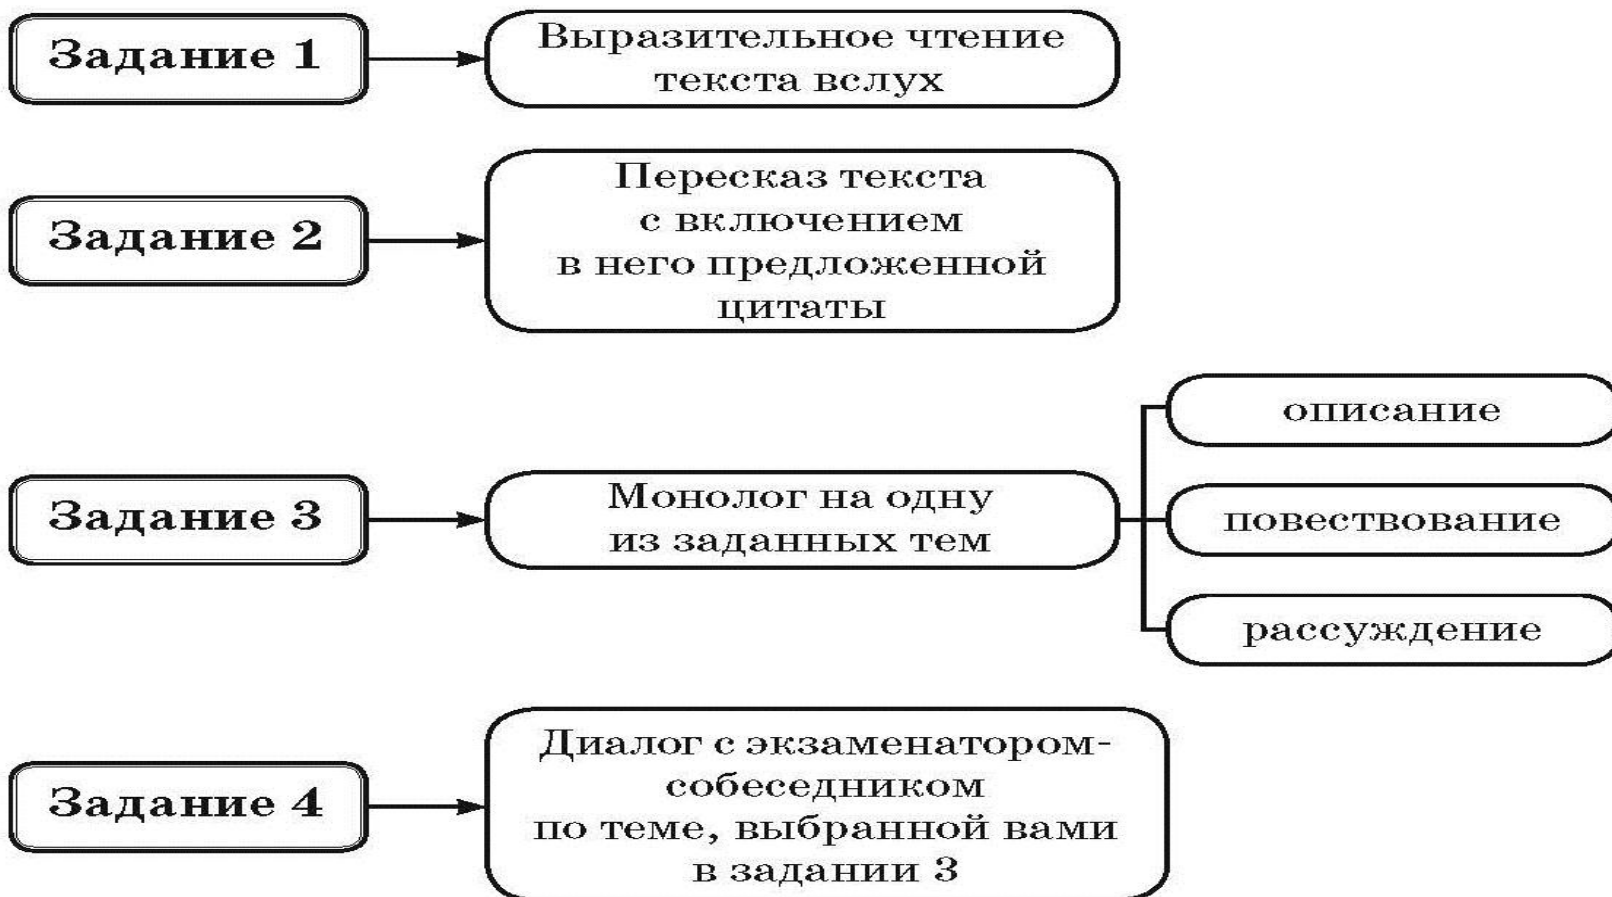 Задание 1
Выразительное чтение
текста вслух
Задание 2
Пересказ текста
с включением
в него предложенной
цитаты
Задание 3
Монолог на одну
из заданных тем
описание
повествование
рассуждение
Задание 4
Диалог с экзаменатором-
собеседником
по теме, выбранной вами
в задании 3